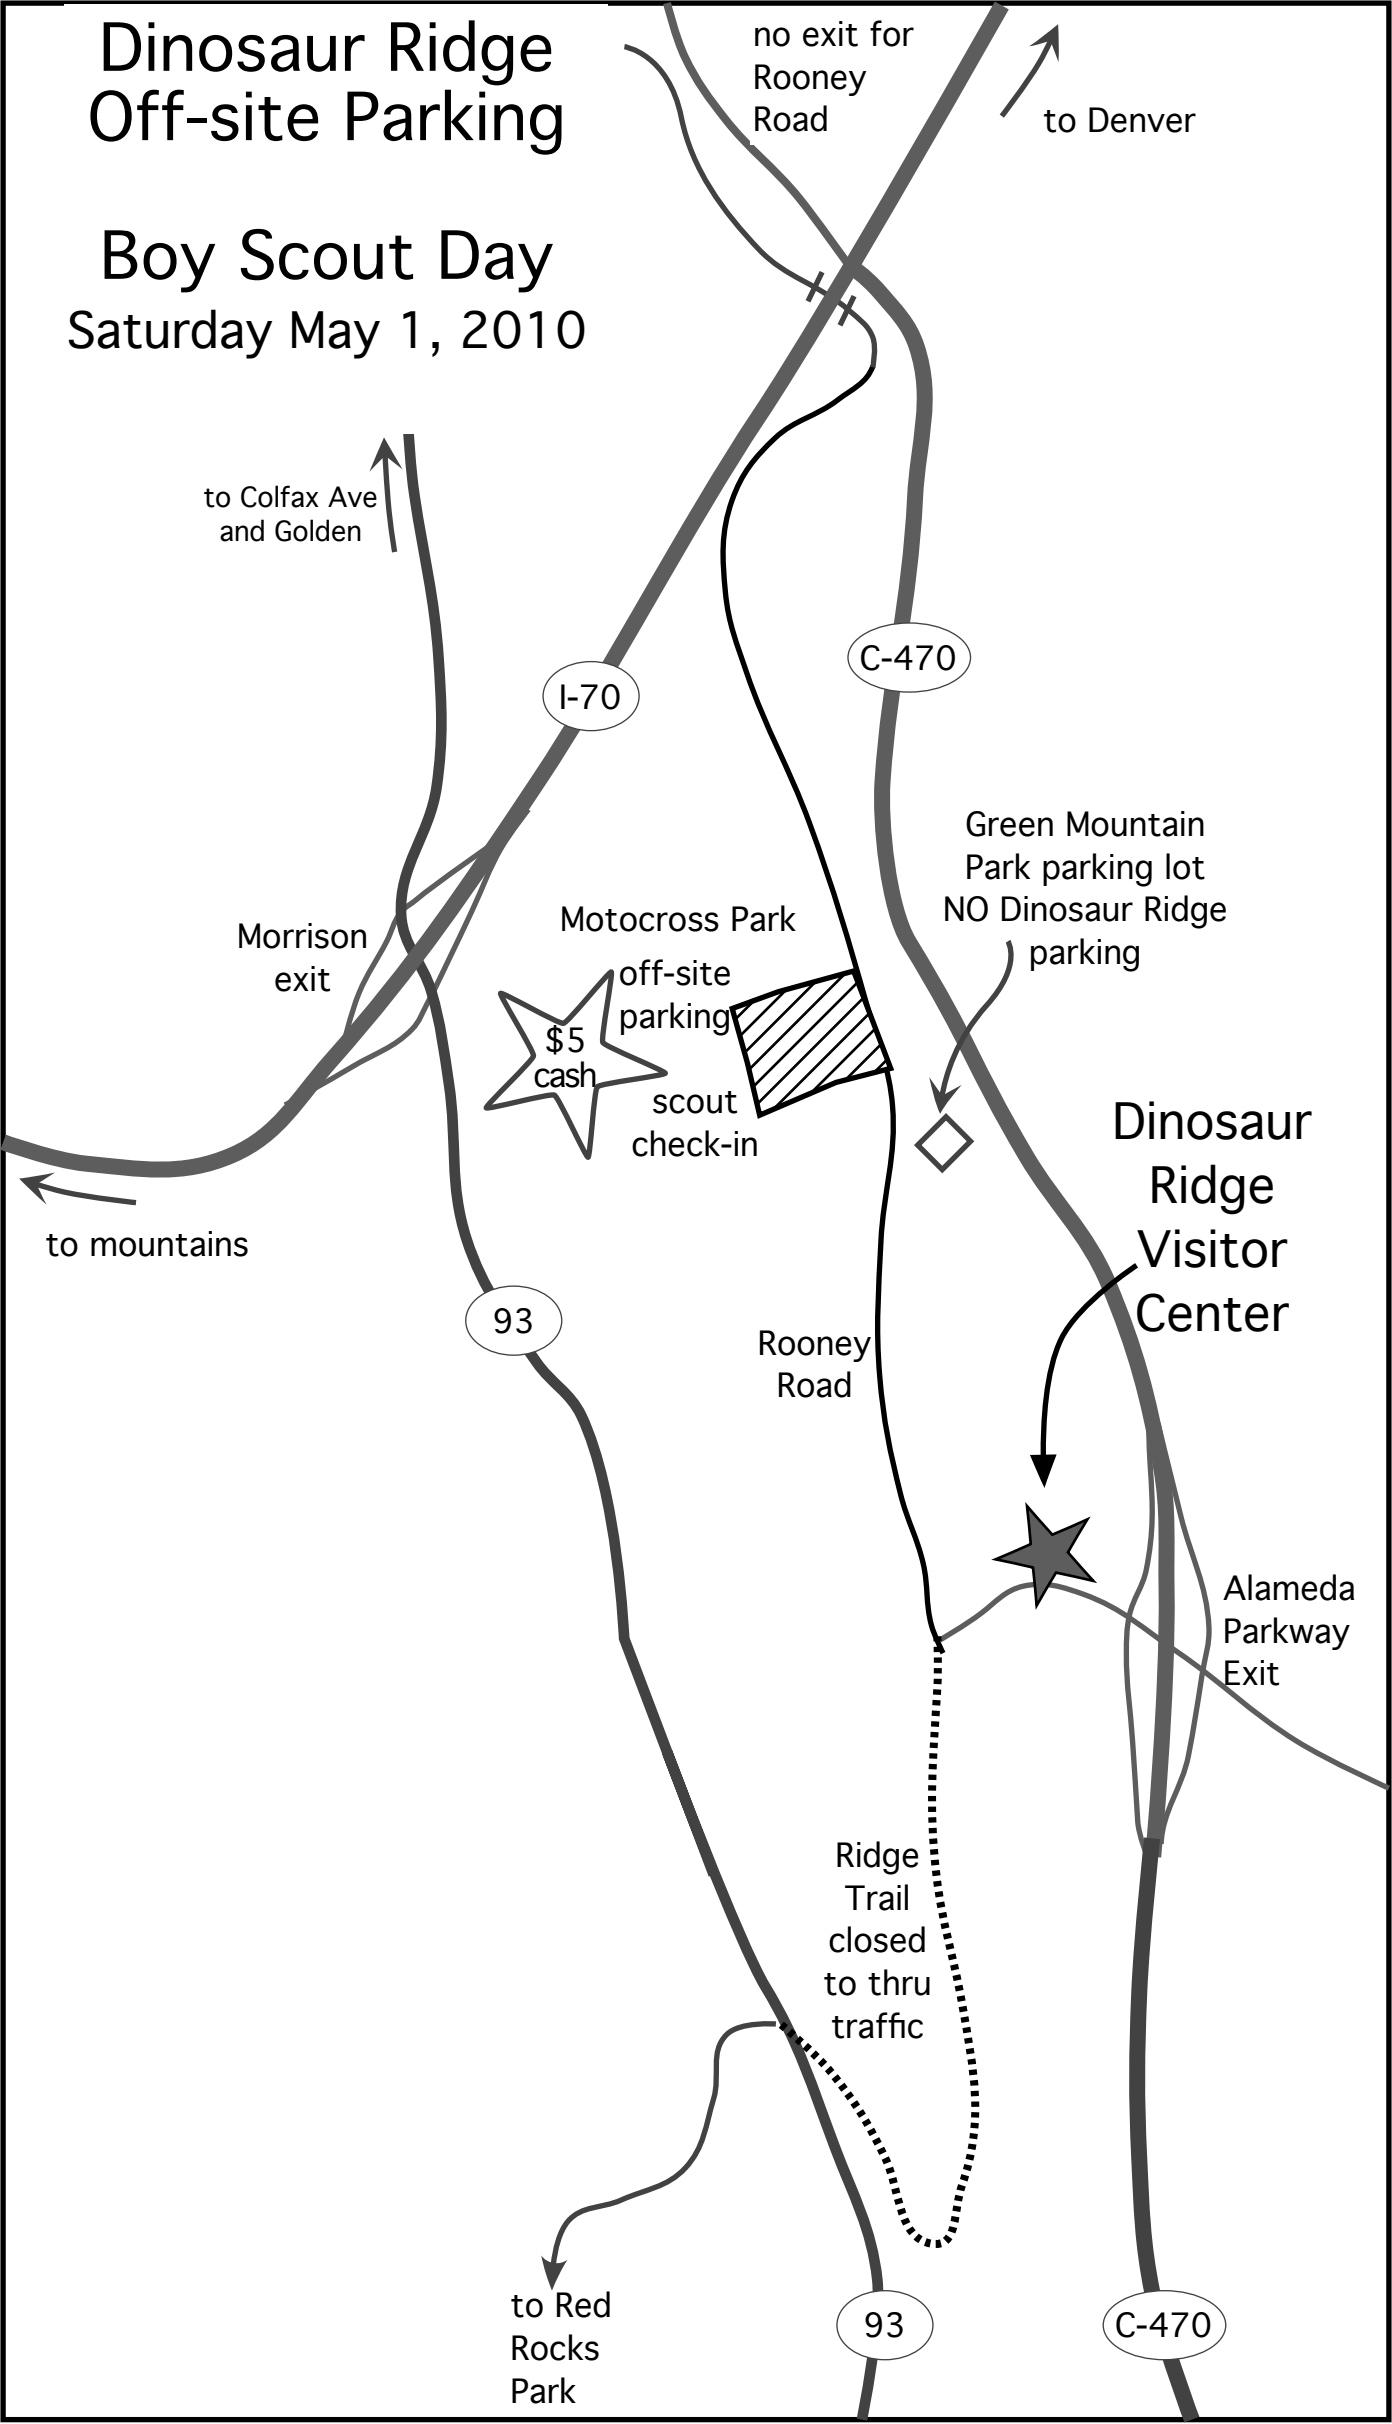 Dinosaur Ridge
Off-site Parking
Boy Scout Day
Saturday May 1, 2010
no exit for
Rooney
Road
to Denver
to Colfax Ave
and Golden
C-470
I-70
Green Mountain
Park parking lot
NO Dinosaur Ridge
parking
Morrison
exit
Motocross Park
off-site
parking
$5
cash
scout
check-in
Dinosaur
Ridge
Visitor
Center
to mountains
93
Rooney
Road
Alameda
Parkway
Exit
Ridge
Trail
closed
to thru
traffic
to Red
Rocks
Park
93
C-470